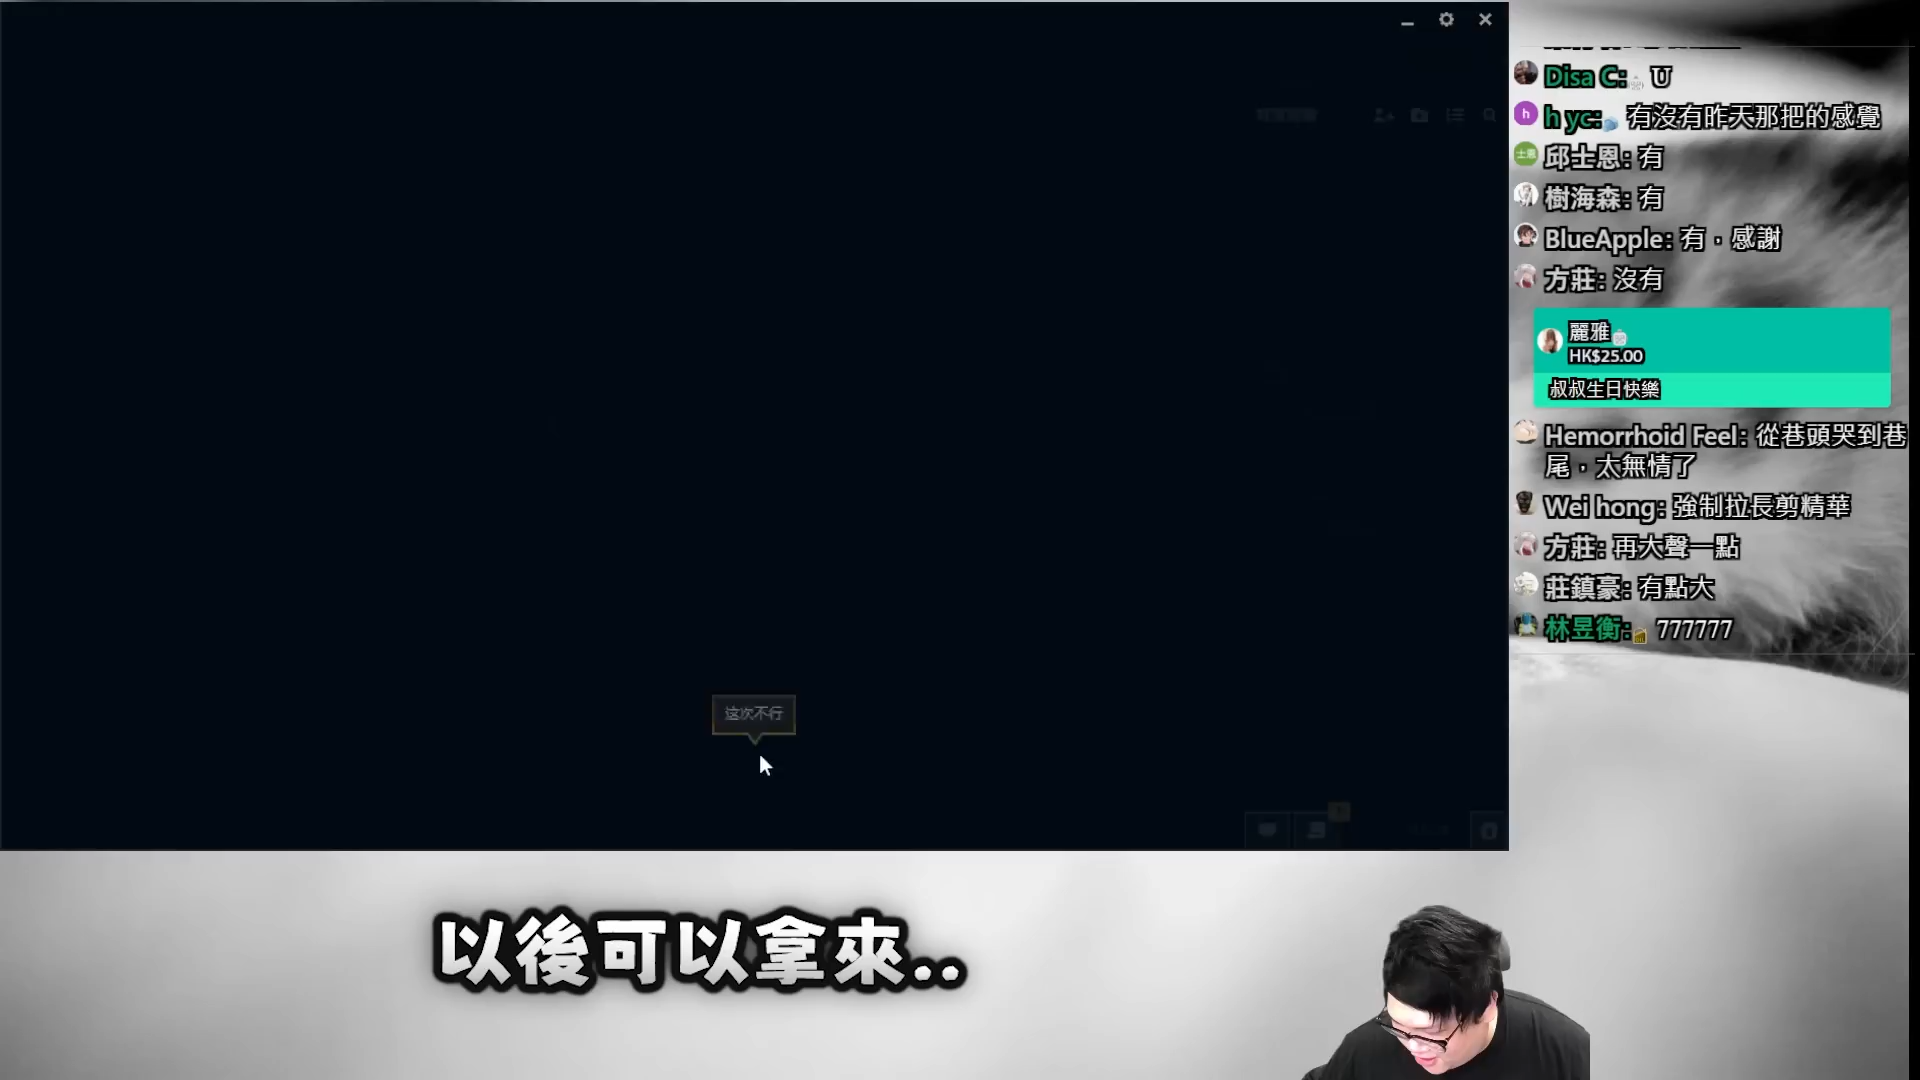 Disa C: U
h yc: 有沒有昨天那把的感覺
邱士恩: 有
樹海森: 有
BlueApple: 有，感謝
方莊: 沒有
麗雅
HK$25.00
叔叔生日快樂
Hemorrhoid Feel: 從巷頭哭到巷
尾，太無情了
Wei hong: 強制拉長剪精華
方莊: 再大聲一點
莊鎮豪: 有點大
林昱衡: 777777
这次不行
以後可以拿來..